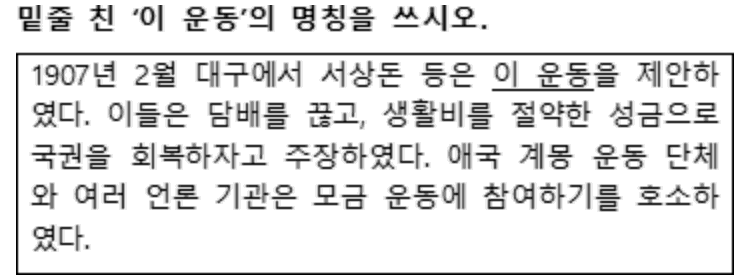 밑줄 친 '이 운동'의 명칭을 쓰시오.
1907년 2월 대구에서 서상돈 등은 이 운동을 제안하
였다. 이들은 담배를 끊고, 생활비를 절약한 성금으로
국권을 회복하자고 주장하였다. 애국 계몽 운동 단체
와 여러 언론 기관은 모금 운동에 참여하기를 호소하
였다.